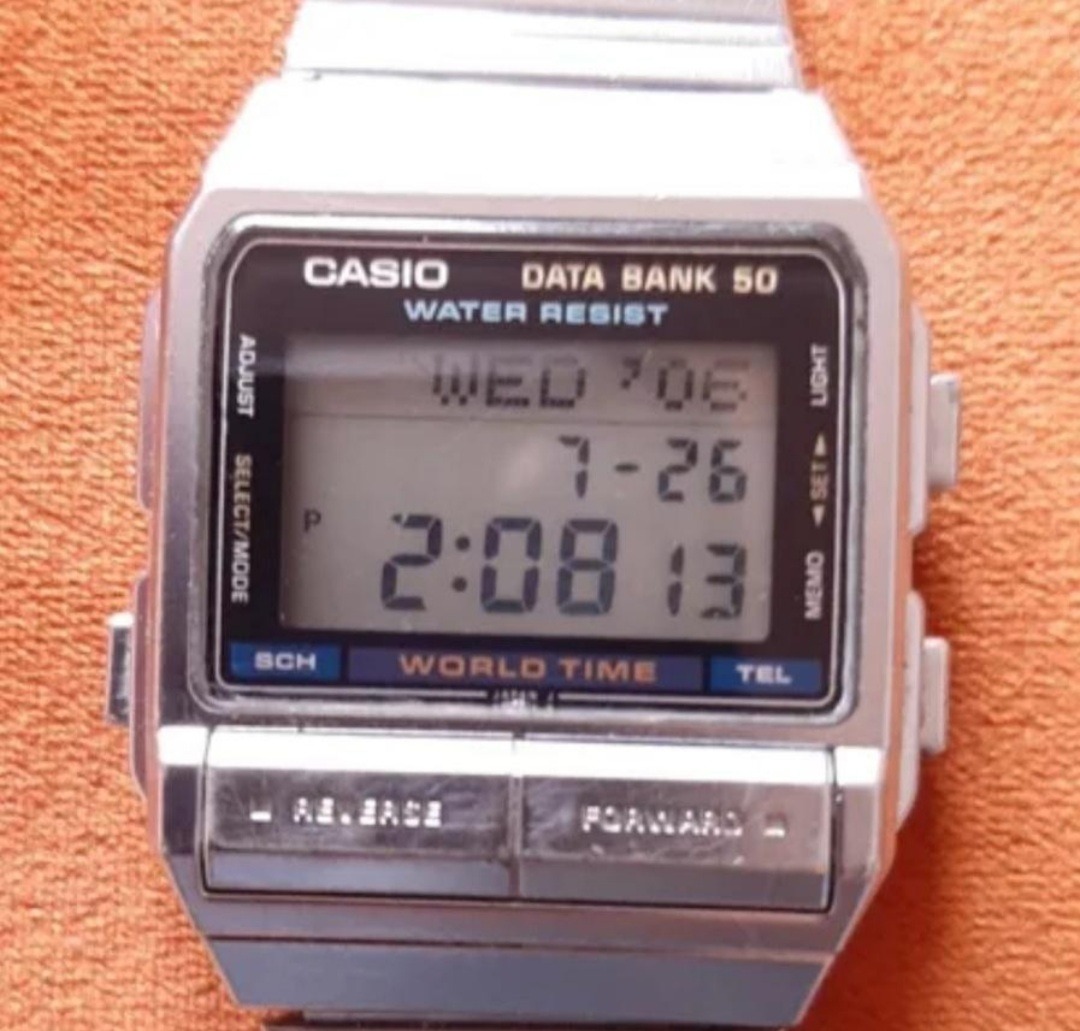 CASIO DATA BANK 50
WATER RESIST
ADJUST
SELECT/MODE
LIGHT
SET
MEMO
WED '06
7-26
P 2:08 13
SCH WORLD TIME TEL
REVERSE FORWARD